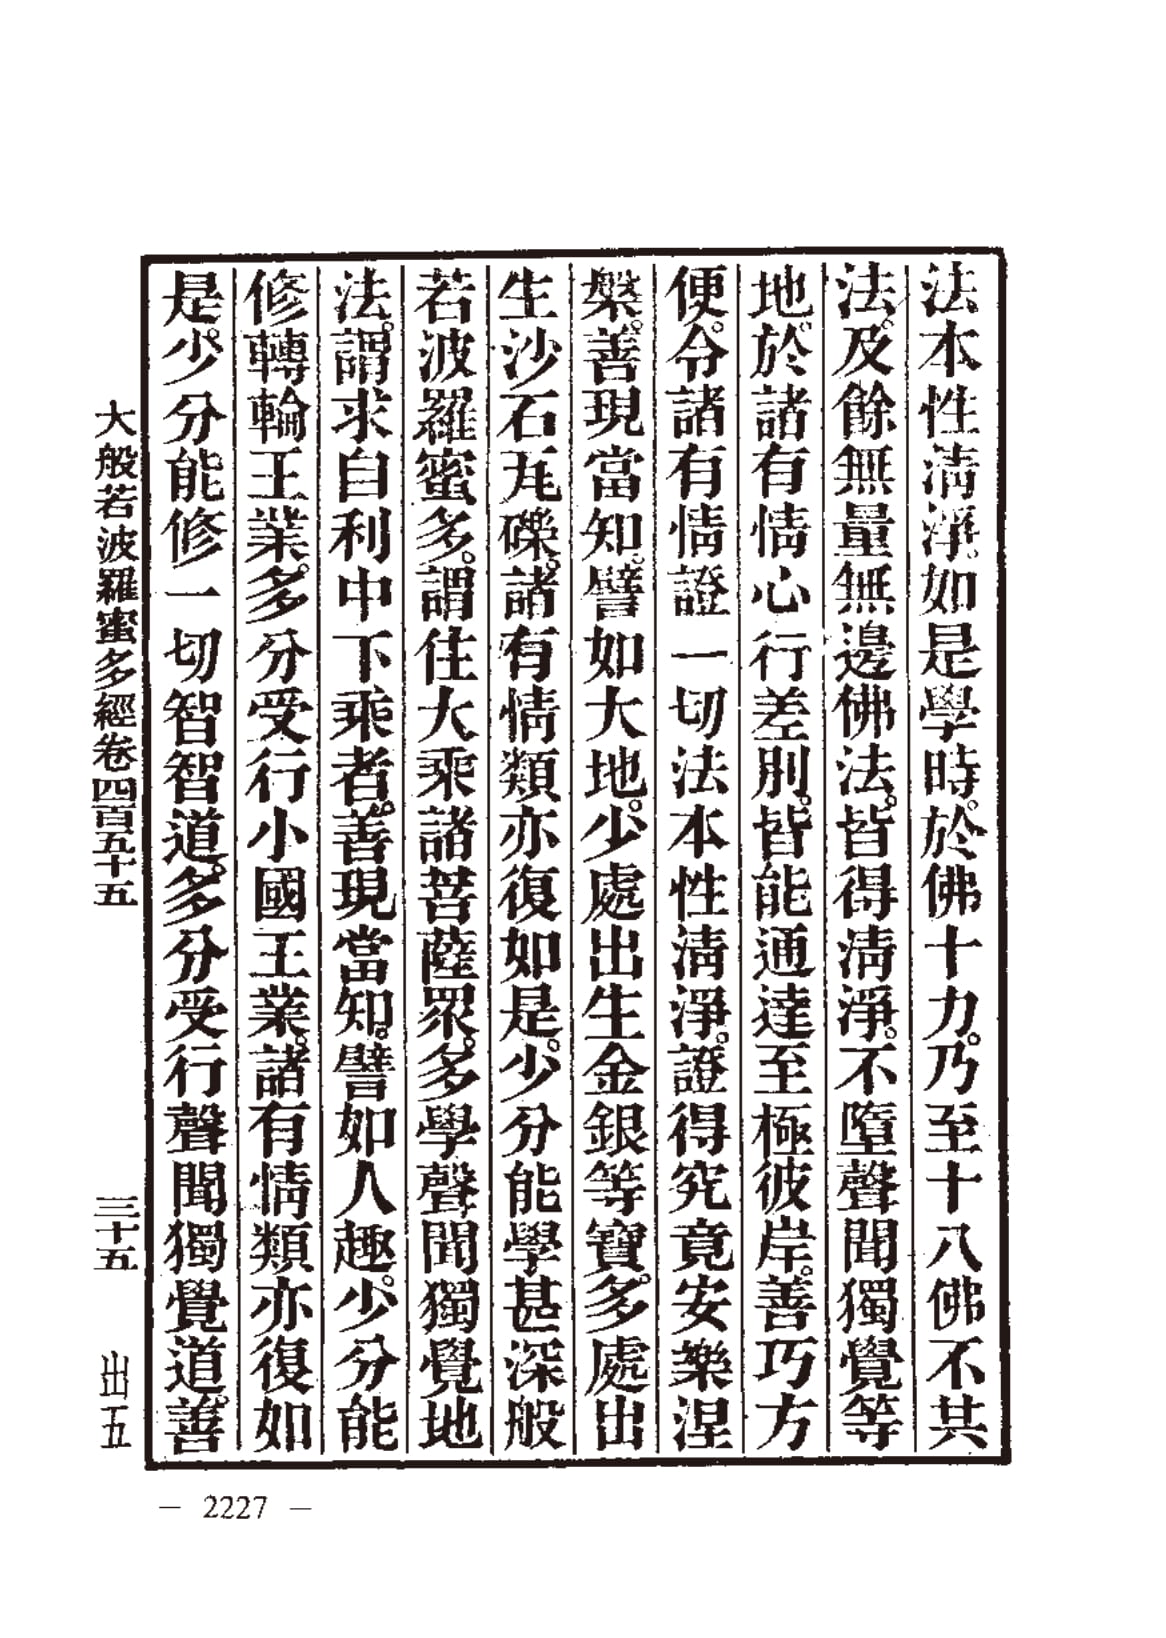 法本性淸淨。如是學時。於佛十力。乃至十八佛不共
法。及餘無量無邊佛法。皆得淸淨。不墮聲聞獨覺等
地。於諸有情心行差別。皆能通達至極彼岸。善巧方
便。令諸有情證一切法本性淸淨。證得究竟安樂涅
槃。善現當知。譬如大地。少處出生金銀等寶。多處出
生沙石瓦礫。諸有情類亦復如是。少分能學甚深般
若波羅蜜多。謂住大乘諸菩薩眾。多學聲聞獨覺地
法。謂求自利中下乘者。善現當知。譬如人趣。少分能
修轉輪王業。多分受行小國王業。諸有情類亦復如
是。少分能修一切智智道。多分受行聲聞獨覺道。善
大般若波羅蜜多經卷四百五十五 三十五 出五
— 2227 —